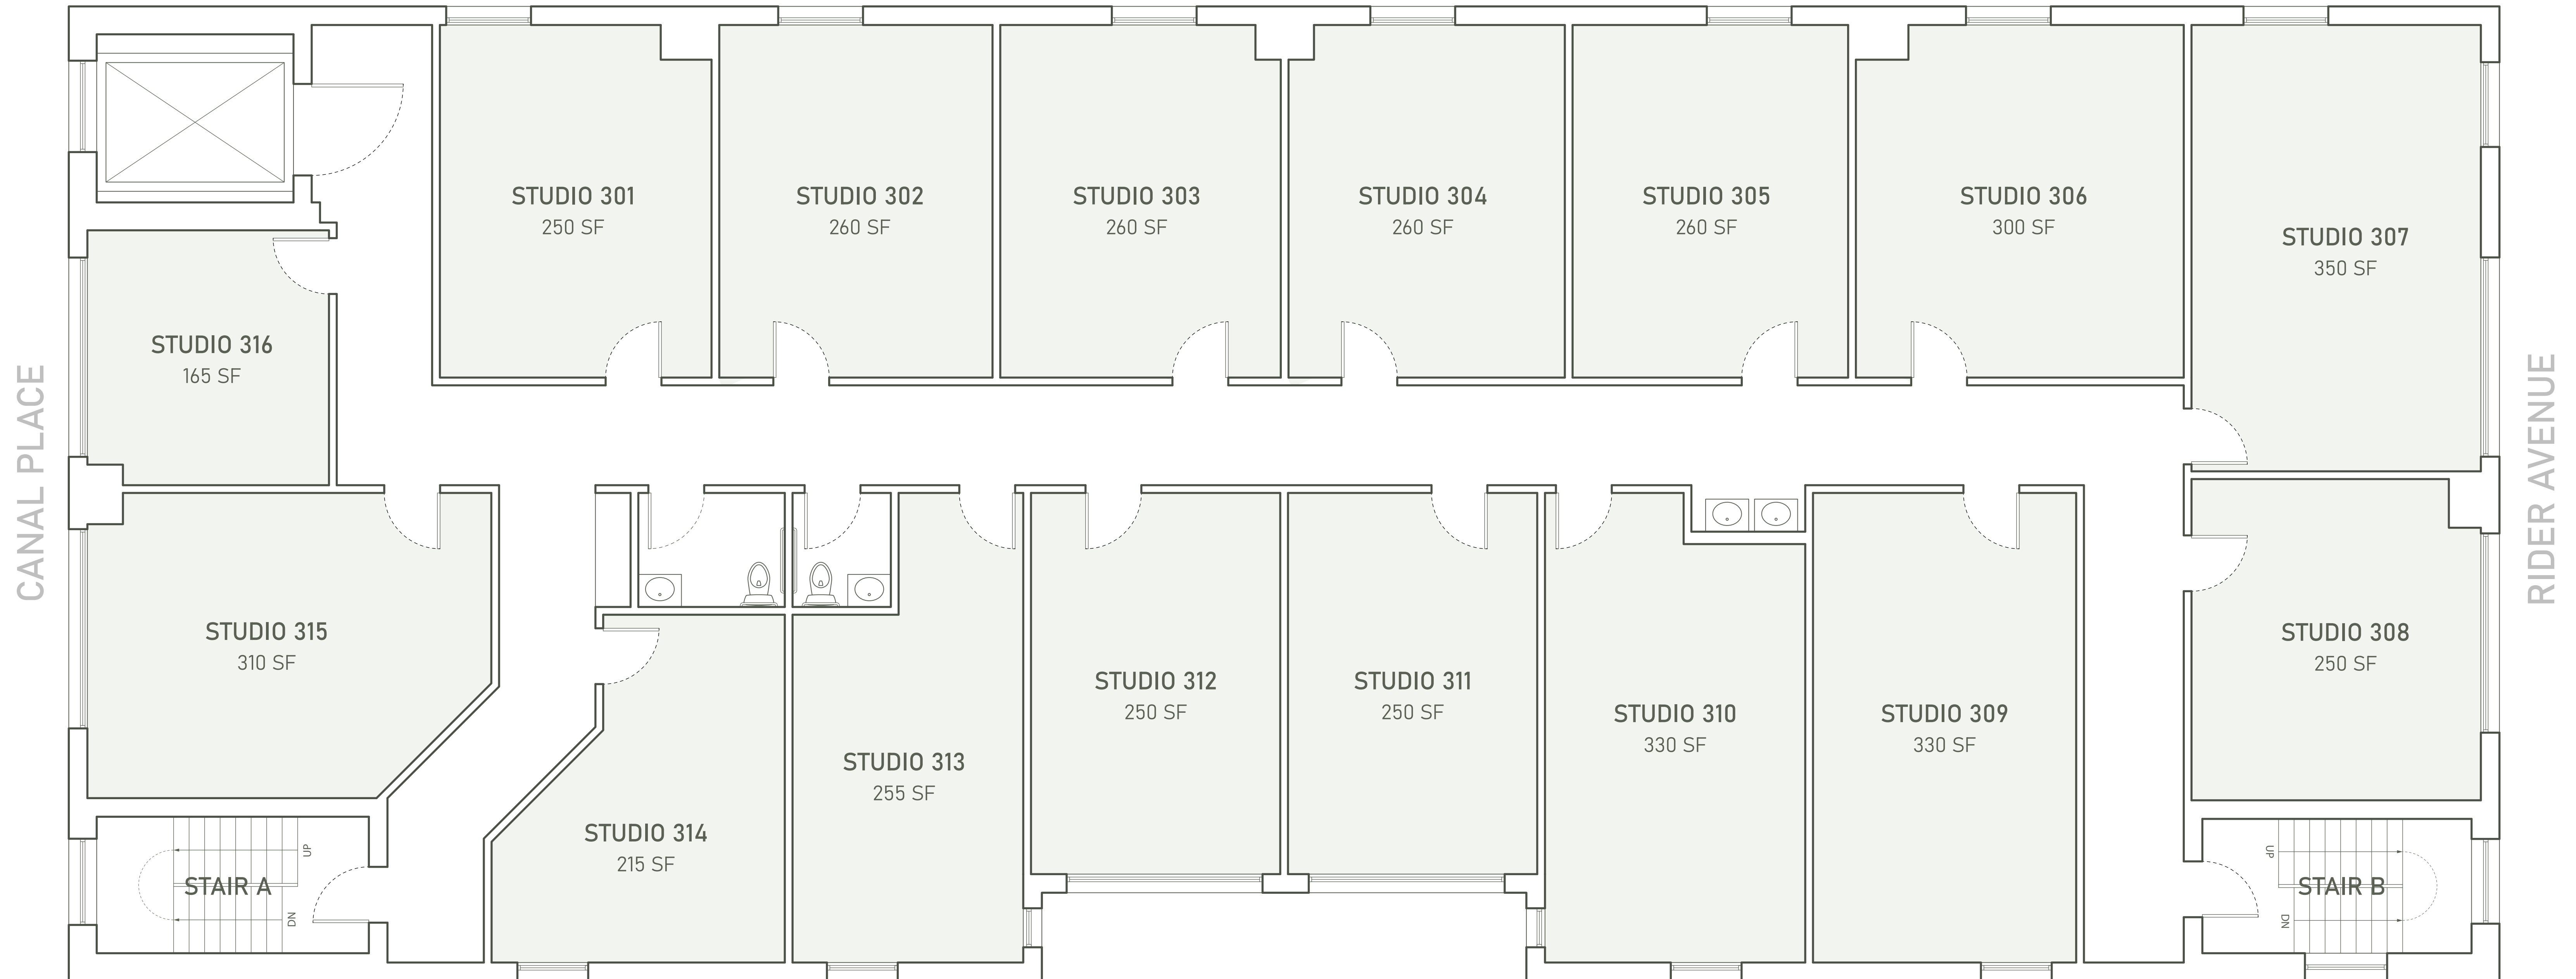 STUDIO 301
250 SF
STUDIO 302
260 SF
STUDIO 303
260 SF
STUDIO 304
260 SF
STUDIO 305
260 SF
STUDIO 306
300 SF
STUDIO 307
350 SF
STUDIO 316
165 SF
CANAL PLACE
RIDER AVENUE
STUDIO 315
310 SF
STUDIO 314
215 SF
STUDIO 313
255 SF
STUDIO 312
250 SF
STUDIO 311
250 SF
STUDIO 310
330 SF
STUDIO 309
330 SF
STUDIO 308
250 SF
UP
STAIR A
DN
UP
STAIR B
DN